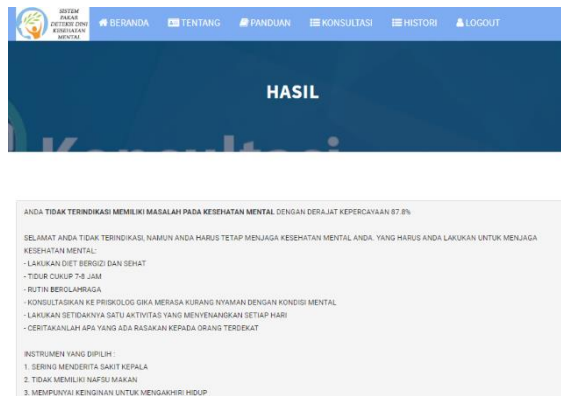 SISTEM
PAKAR
DETEKSI DINI
KESEHATAN
MENTAL
BERANDA TENTANG PANDUAN KONSULTASI HISTORI LOGOUT
HASIL
Konsultasi
ANDA TIDAK TERINDIKASI MEMILIKI MASALAH PADA KESEHATAN MENTAL DENGAN DERAJAT KEPERCAYAAN 87.8%
SELAMAT ANDA TIDAK TERINDIKASI, NAMUN ANDA HARUS TETAP MENJAGA KESEHATAN MENTAL ANDA. YANG HARUS ANDA LAKUKAN UNTUK MENJAGA
KESEHATAN MENTAL:
- LAKUKAN DIET BERGIZI DAN SEHAT
- TIDUR CUKUP 7-8 JAM
- RUTIN BEROLAHRAGA
- KONSULTASIKAN KE PRISKOLOG GIKA MERASA KURANG NYAMAN DENGAN KONDISI MENTAL
- LAKUKAN SETIDAKNYA SATU AKTIVITAS YANG MENYENANGKAN SETIAP HARI
- CERITAKANLAH APA YANG ADA RASAKAN KEPADA ORANG TERDEKAT
INSTRUMEN YANG DIPILIH :
1. SERING MENDERITA SAKIT KEPALA
2. TIDAK MEMILIKI NAFSU MAKAN
3. MEMPUNYAI KEINGINAN UNTUK MENGAKHIRI HIDUP